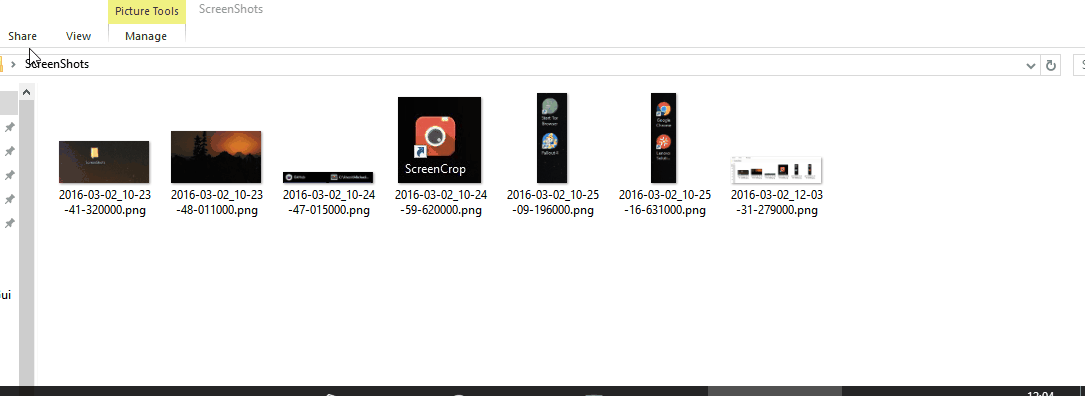 Picture Tools
ScreenShots
Share
View
Manage
ScreenShots
ScreenCrop
2016-03-02_10-23
-41-320000.png
2016-03-02_10-23
-48-011000.png
2016-03-02_10-24
-47-015000.png
2016-03-02_10-24
-59-620000.png
2016-03-02_10-25
-09-196000.png
2016-03-02_10-25
-16-631000.png
2016-03-02_12-03
-31-279000.png
ui
12:04